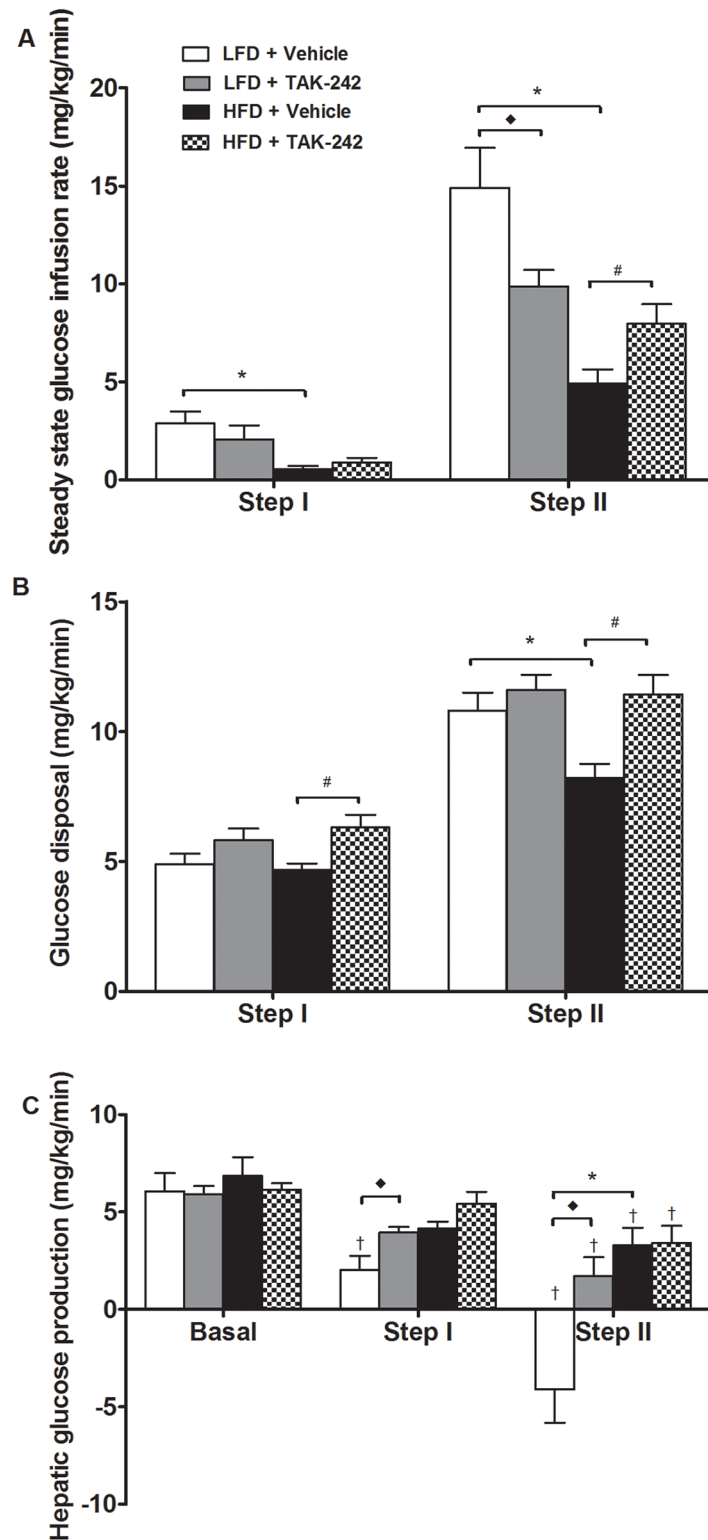 A
LFD + Vehicle
LFD + TAK-242
HFD + Vehicle
HFD + TAK-242
Steady state glucose infusion rate (mg/kg/min)
20
15
10
5
0
*
*
◆
#
Step I
Step II
B
Glucose disposal (mg/kg/min)
15
10
5
0
#
*
#
Step I
Step II
C
Hepatic glucose production (mg/kg/min)
10
5
0
-5
-10
◆
†
*
◆
†
†
†
†
Basal
Step I
Step II